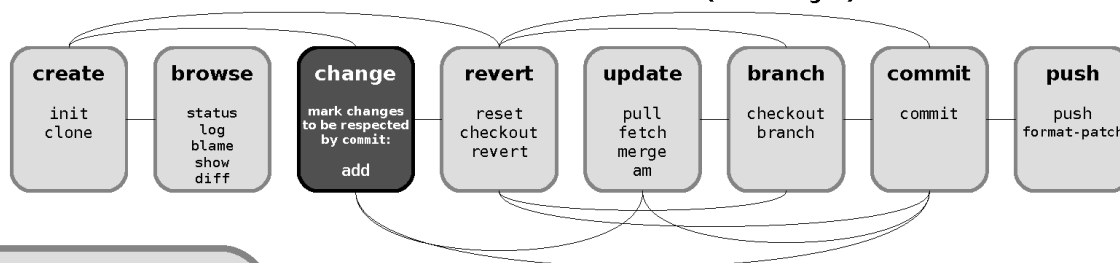 create
init
clone
browse
status
log
blame
show
diff
change
mark changes
to be respected
by commit:
add
revert
reset
checkout
revert
update
pull
fetch
merge
am
branch
checkout
branch
commit
commit
push
push
format-patch